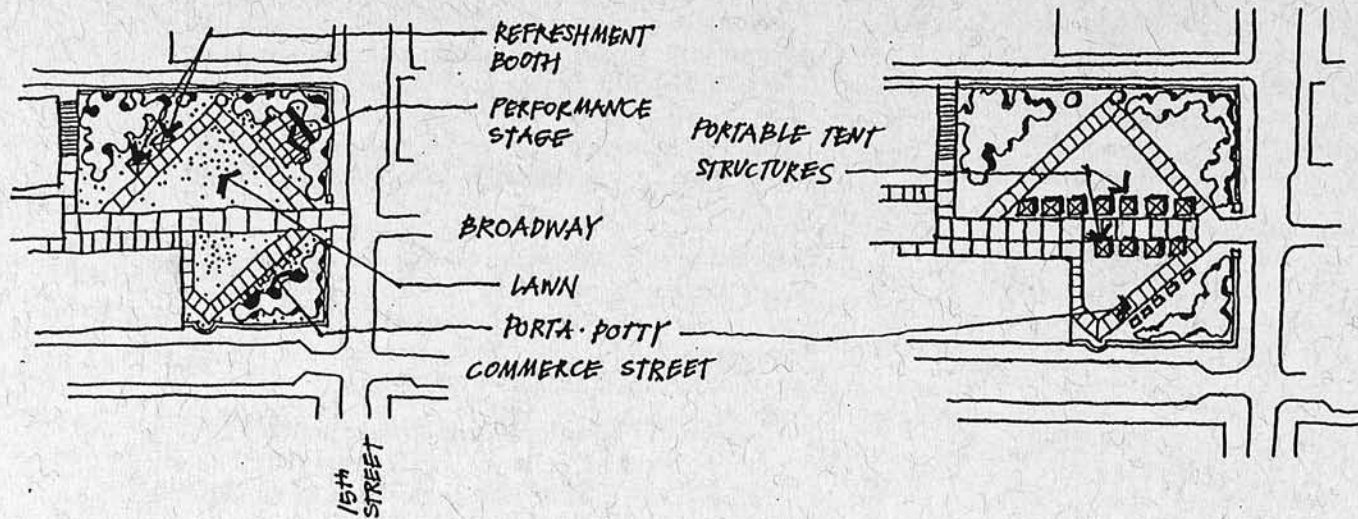 REFRESHMENT
BOOTH
PERFORMANCE
STAGE
PORTABLE TENT
STRUCTURES
BROADWAY
LAWN
PORTA·POTTY
COMMERCE STREET
15th
STREET